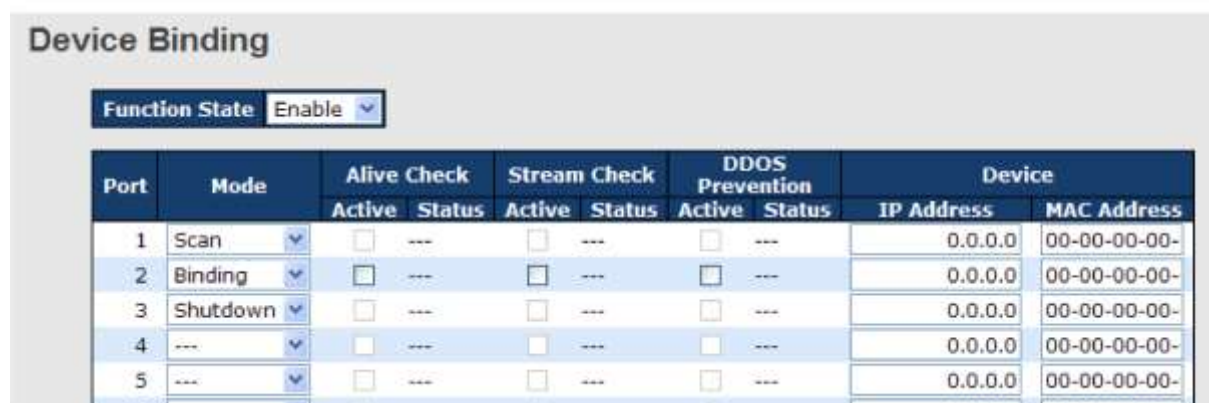 Device Binding
Function State Enable
Port Mode Alive Check Stream Check DDOS Prevention Device
Active Status Active Status Active Status IP Address MAC Address
1 Scan --- --- --- 0.0.0.0 00-00-00-00-
2 Binding --- --- --- 0.0.0.0 00-00-00-00-
3 Shutdown --- --- --- 0.0.0.0 00-00-00-00-
4 --- --- --- --- 0.0.0.0 00-00-00-00-
5 --- --- --- --- 0.0.0.0 00-00-00-00-